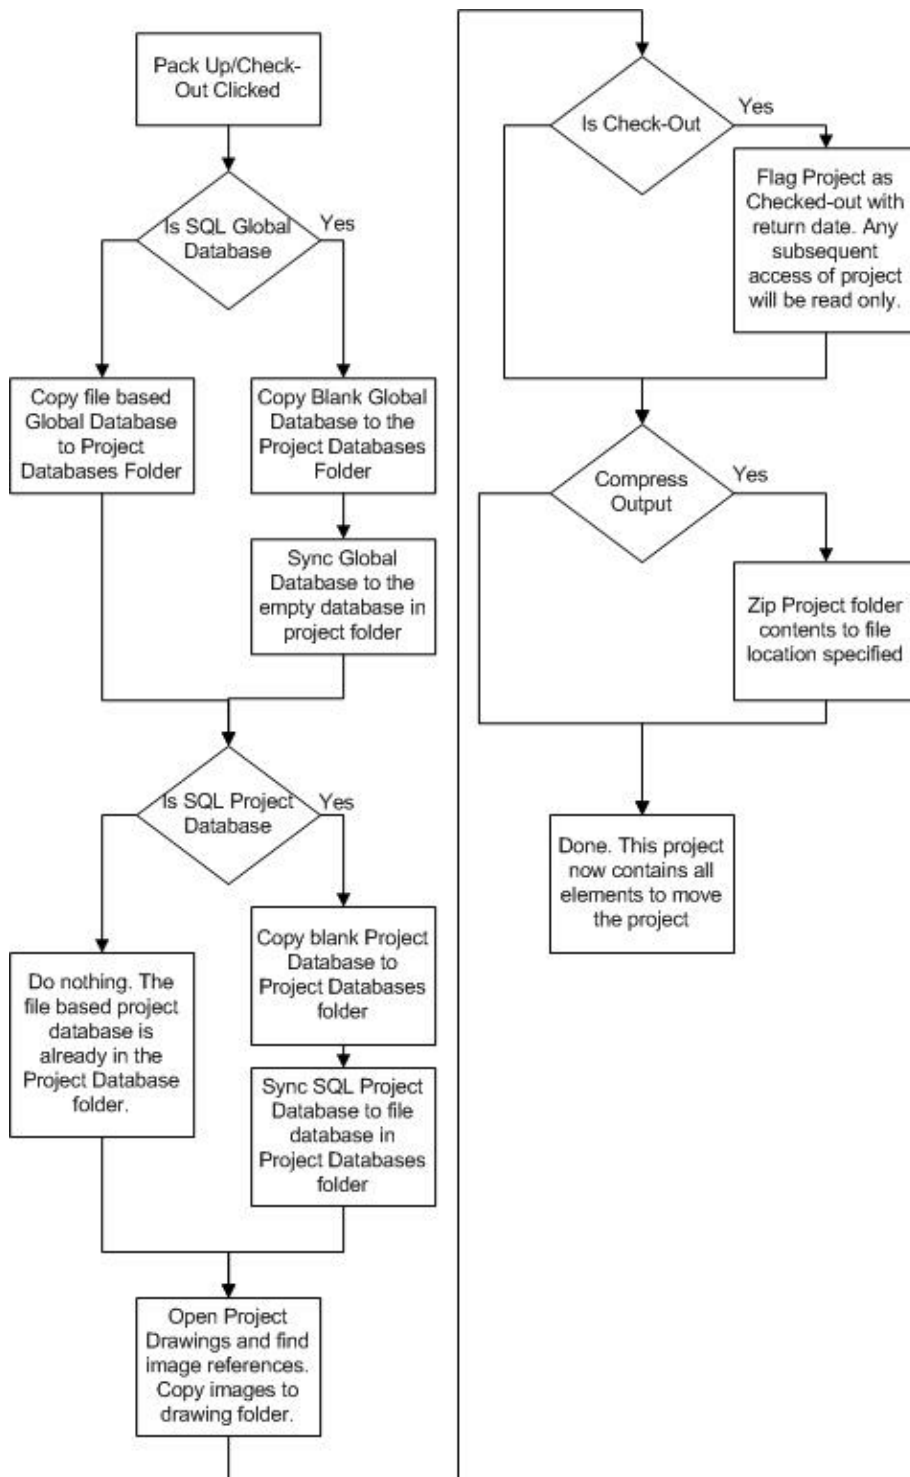 Pack Up/Check-
Out Clicked
Is SQL Global
Database
Yes
Copy file based
Global Database
to Project
Databases Folder
Copy Blank Global
Database to the
Project Databases
Folder
Sync Global
Database to the
empty database in
project folder
Is SQL Project
Database
Yes
Do nothing. The
file based project
database is
already in the
Project Database
folder.
Copy blank Project
Database to
Project Databases
folder
Sync SQL Project
Database to file
database in
Project Databases
folder
Open Project
Drawings and find
image references.
Copy images to
drawing folder.
Is Check-Out
Yes
Flag Project as
Checked-out with
return date. Any
subsequent
access of project
will be read only.
Compress
Output
Yes
Zip Project folder
contents to file
location specified
Done. This project
now contains all
elements to move
the project